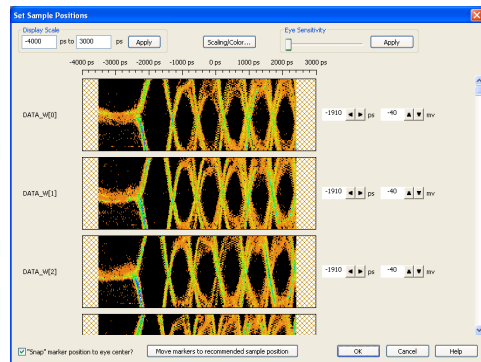 Set Sample Positions
Display Scale
-4000 ps to 3000 ps Apply
Scaling/Color...
Eye Sensitivity
Apply
-4000 ps -3000 ps -2000 ps -1000 ps 0 ps 1000 ps 2000 ps 3000 ps
DATA_W[0] -1910 ps -40 mv
DATA_W[1] -1910 ps -40 mv
DATA_W[2] -1910 ps -40 mv
"Snap" marker position to eye center? Move markers to recommended sample position OK Cancel Help